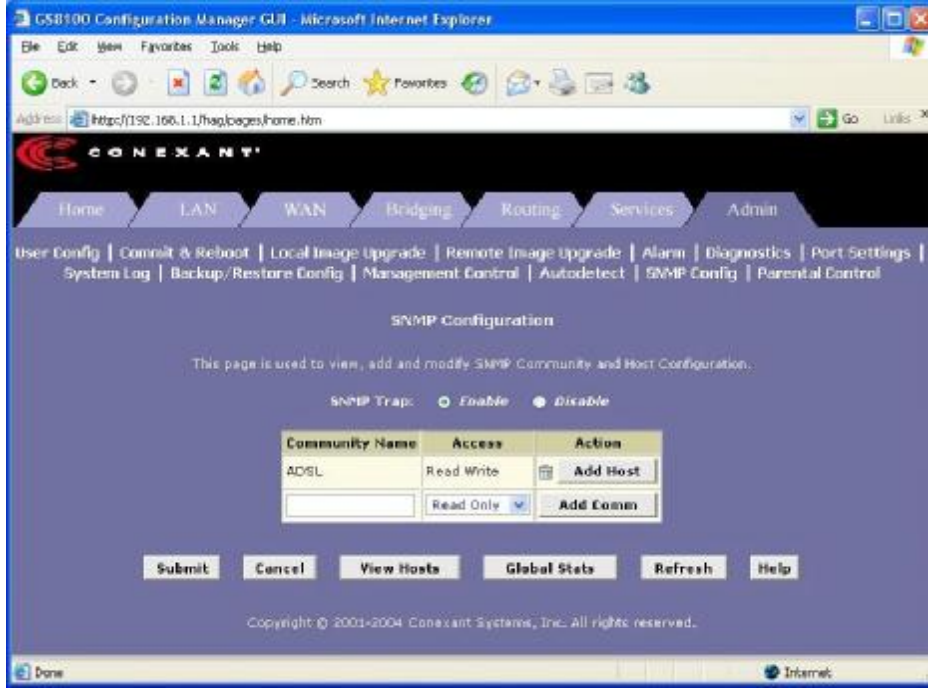 GS8100 Configuration Manager GUI - Microsoft Internet Explorer
File Edit View Favorites Tools Help
Back Search Favorites
Address http://192.168.1.1/hag/pages/home.htm Go Links
CONEXANT
Home LAN WAN Bridging Routing Services Admin
User Config | Commit & Reboot | Local Image Upgrade | Remote Image Upgrade | Alarm | Diagnostics | Port Settings |
System Log | Backup/Restore Config | Management Control | Autodetect | SNMP Config | Parental Control
SNMP Configuration
This page is used to view, add and modify SNMP Community and Host Configuration.
SNMP Trap: Enable Disable
Community Name Access Action
ADSL Read Write Add Host
Read Only Add Comm
Submit Cancel View Hosts Global Stats Refresh Help
Copyright © 2001-2004 Conexant Systems, Inc. All rights reserved.
Done Internet